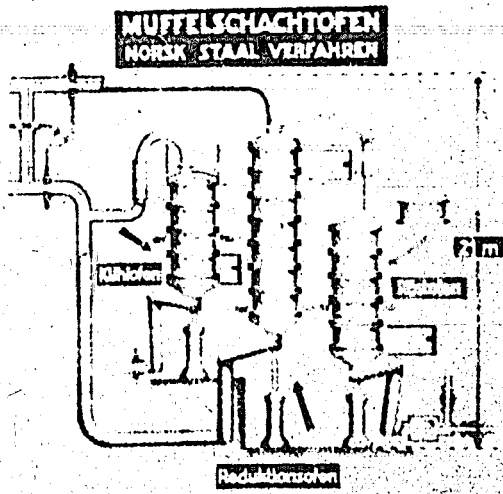 MUFFELSCHACHTOFEN
NORSK STAAL VERFAHREN
Kühlofen
Reduktionsofen